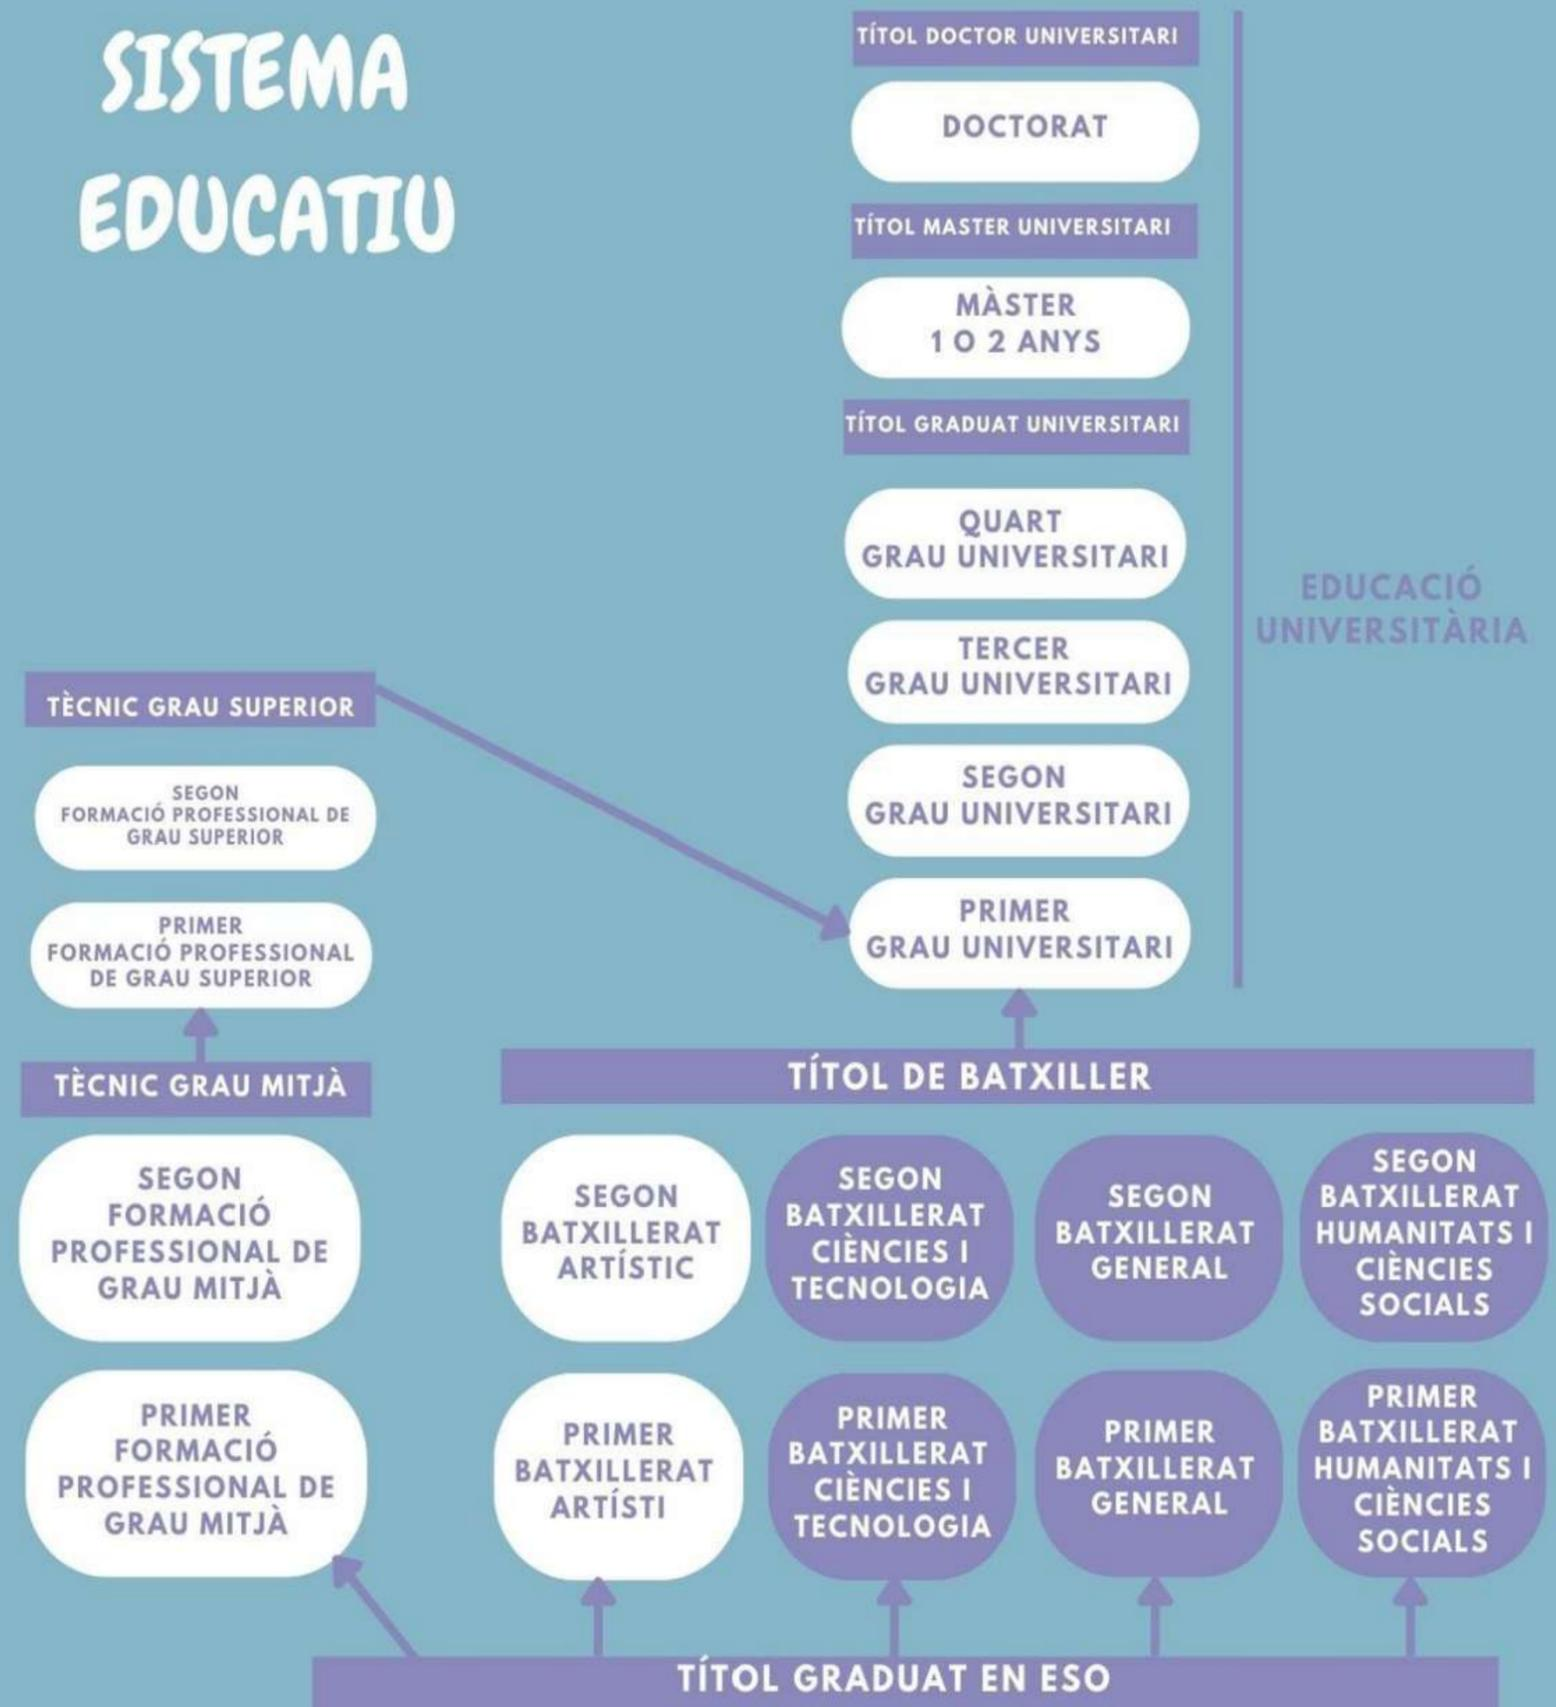 SISTEMA
EDUCATIU
TÍTOL DOCTOR UNIVERSITARI
DOCTORAT
TÍTOL MASTER UNIVERSITARI
MÀSTER
1 O 2 ANYS
TÍTOL GRADUAT UNIVERSITARI
QUART
GRAU UNIVERSITARI
TERCER
GRAU UNIVERSITARI
SEGON
GRAU UNIVERSITARI
PRIMER
GRAU UNIVERSITARI
EDUCACIÓ
UNIVERSITÀRIA
TÈCNIC GRAU SUPERIOR
SEGON
FORMACIÓ PROFESSIONAL DE
GRAU SUPERIOR
PRIMER
FORMACIÓ PROFESSIONAL
DE GRAU SUPERIOR
TÈCNIC GRAU MITJÀ
SEGON
FORMACIÓ
PROFESSIONAL DE
GRAU MITJÀ
PRIMER
FORMACIÓ
PROFESSIONAL DE
GRAU MITJÀ
TÍTOL DE BATXILLER
SEGON
BATXILLERAT
ARTÍSTIC
SEGON
BATXILLERAT
CIÈNCIES I
TECNOLOGIA
SEGON
BATXILLERAT
GENERAL
SEGON
BATXILLERAT
HUMANITATS I
CIÈNCIES
SOCIALS
PRIMER
BATXILLERAT
ARTÍSTI
PRIMER
BATXILLERAT
CIÈNCIES I
TECNOLOGIA
PRIMER
BATXILLERAT
GENERAL
PRIMER
BATXILLERAT
HUMANITATS I
CIÈNCIES
SOCIALS
TÍTOL GRADUAT EN ESO